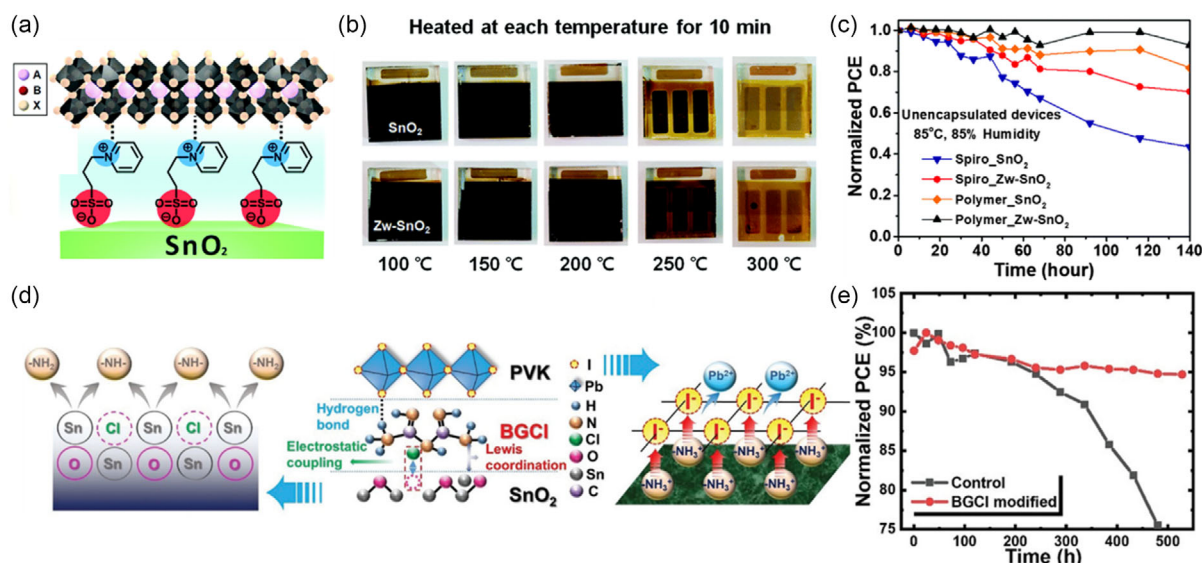 (a)
A
B
X
N
⊕
S
O
⊖
SnO2
(b)
Heated at each temperature for 10 min
SnO2
Zw-SnO2
100 °C
150 °C
200 °C
250 °C
300 °C
(c)
Normalized PCE
1.0
0.8
0.6
0.4
0.2
0.0
Unencapsulated devices
85°C, 85% Humidity
Spiro_SnO2
Spiro_Zw-SnO2
Polymer_SnO2
Polymer_Zw-SnO2
0 20 40 60 80 100 120 140
Time (hour)
(d)
-NH2 -NH- -NH- -NH2
Sn Cl Sn Cl Sn
O Sn O Sn O
PVK
Hydrogen
bond
BGCl
Electrostatic
coupling
Lewis
coordination
SnO2
I
Pb
H
N
Cl
O
Sn
C
Pb2+ Pb2+
I- I- I-
I- I- I-
-NH3+ -NH3+ -NH3+
-NH3+ -NH3+ -NH3+
(e)
Normalized PCE (%)
105
100
95
90
85
80
75
Control
BGCl modified
0 100 200 300 400 500
Time (h)